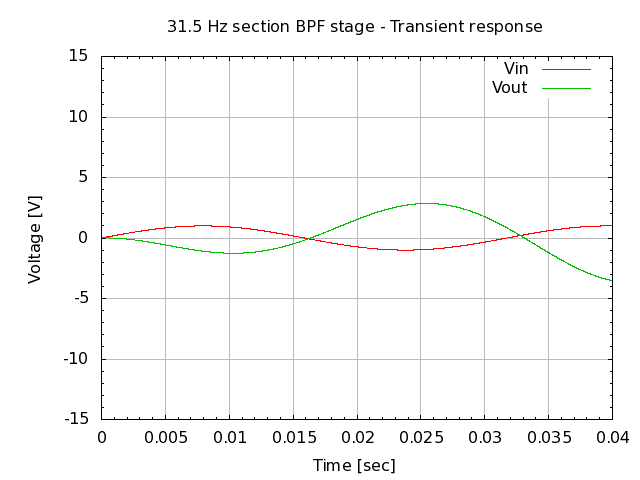 31.5 Hz section BPF stage - Transient response
Vin
Vout
15
10
5
0
-5
-10
-15
Voltage [V]
0 0.005 0.01 0.015 0.02 0.025 0.03 0.035 0.04
Time [sec]